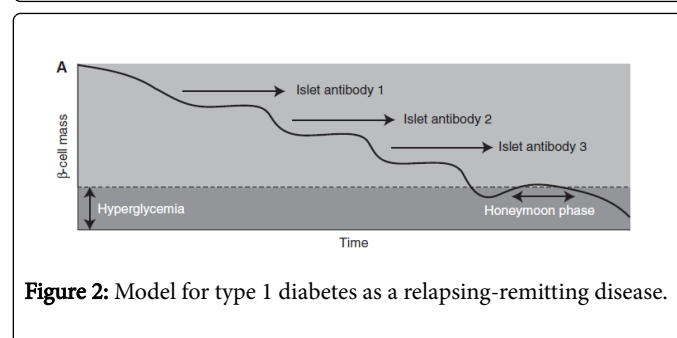 A
Islet antibody 1
Islet antibody 2
Islet antibody 3
β-cell mass
Hyperglycemia
Honeymoon phase
Time
Figure 2: Model for type 1 diabetes as a relapsing-remitting disease.